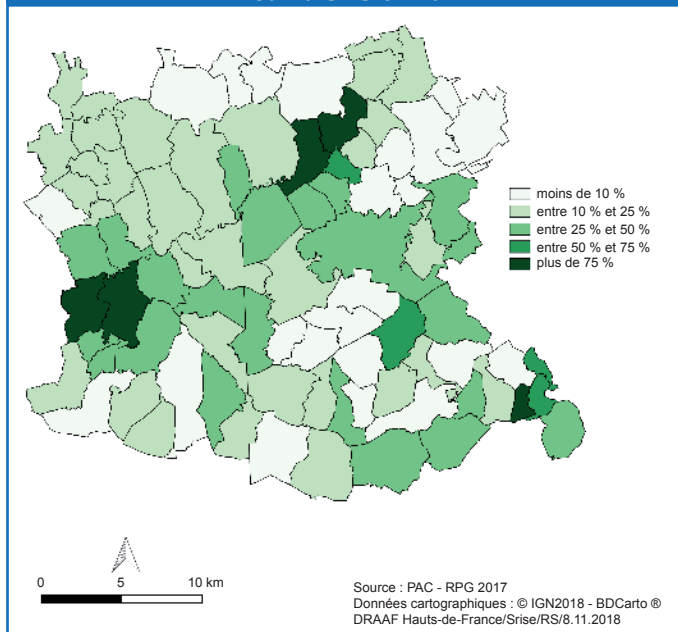 moins de 10 %
entre 10 % et 25 %
entre 25 % et 50 %
entre 50 % et 75 %
plus de 75 %
0 5 10 km
Source : PAC - RPG 2017
Données cartographiques : © IGN2018 - BDCarto ®
DRAAF Hauts-de-France/Srise/RS/8.11.2018